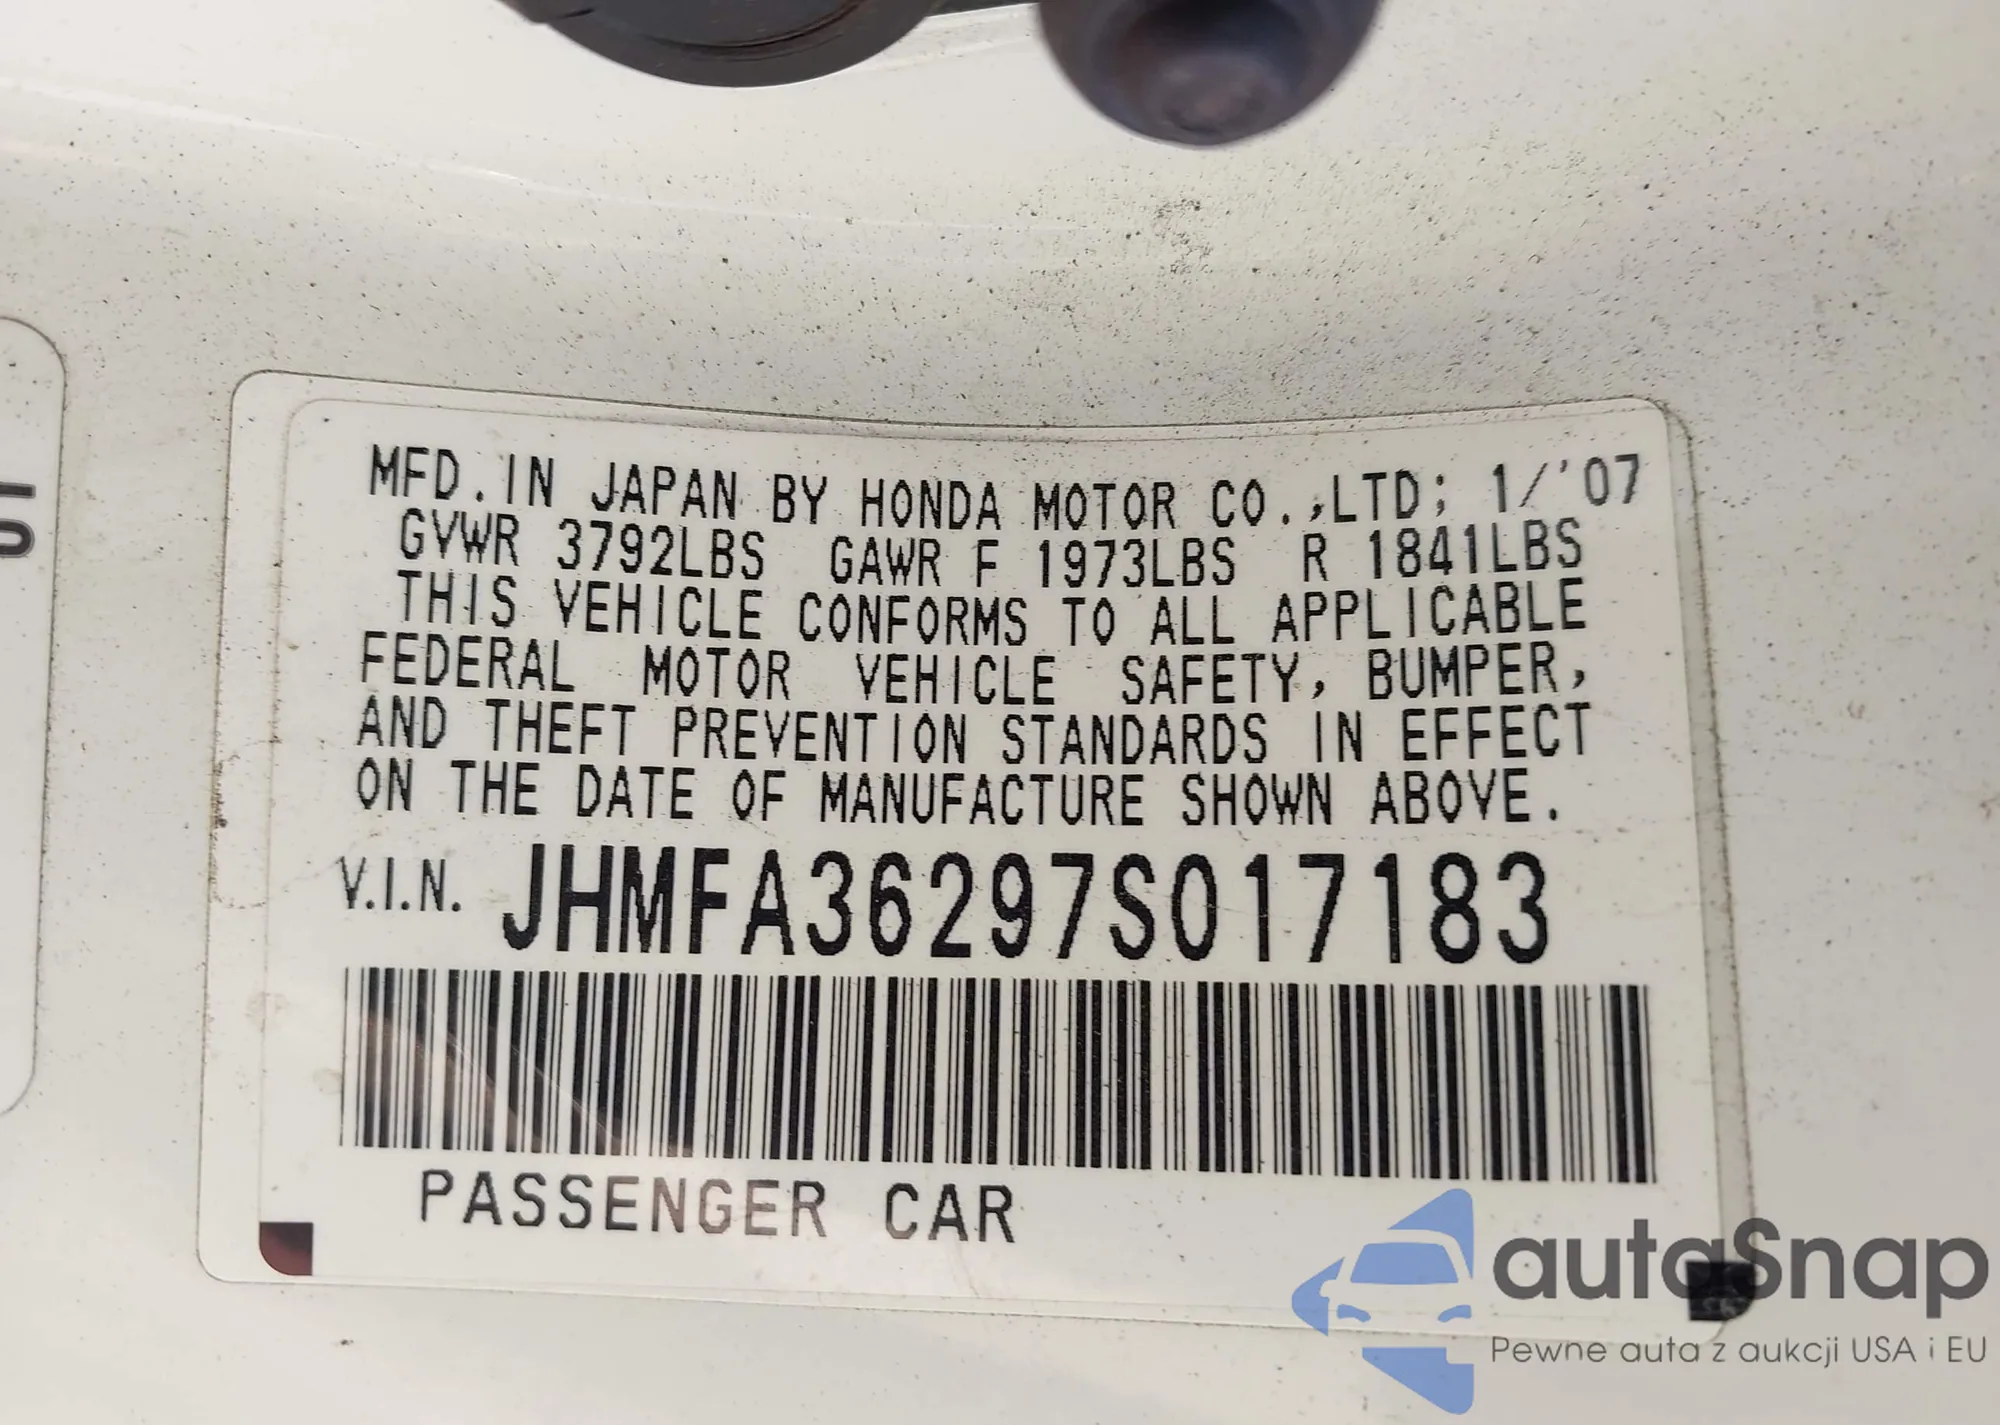 MFD. IN JAPAN BY HONDA MOTOR CO.,LTD; 1/'07
GVWR 3792LBS GAWR F 1973LBS R 1841LBS
THIS VEHICLE CONFORMS TO ALL APPLICABLE
FEDERAL MOTOR VEHICLE SAFETY, BUMPER,
AND THEFT PREVENTION STANDARDS IN EFFECT
ON THE DATE OF MANUFACTURE SHOWN ABOVE.
V.I.N. JHMFA36297S017183
PASSENGER CAR
autoSnap
Pewne auta z aukcji USA i EU